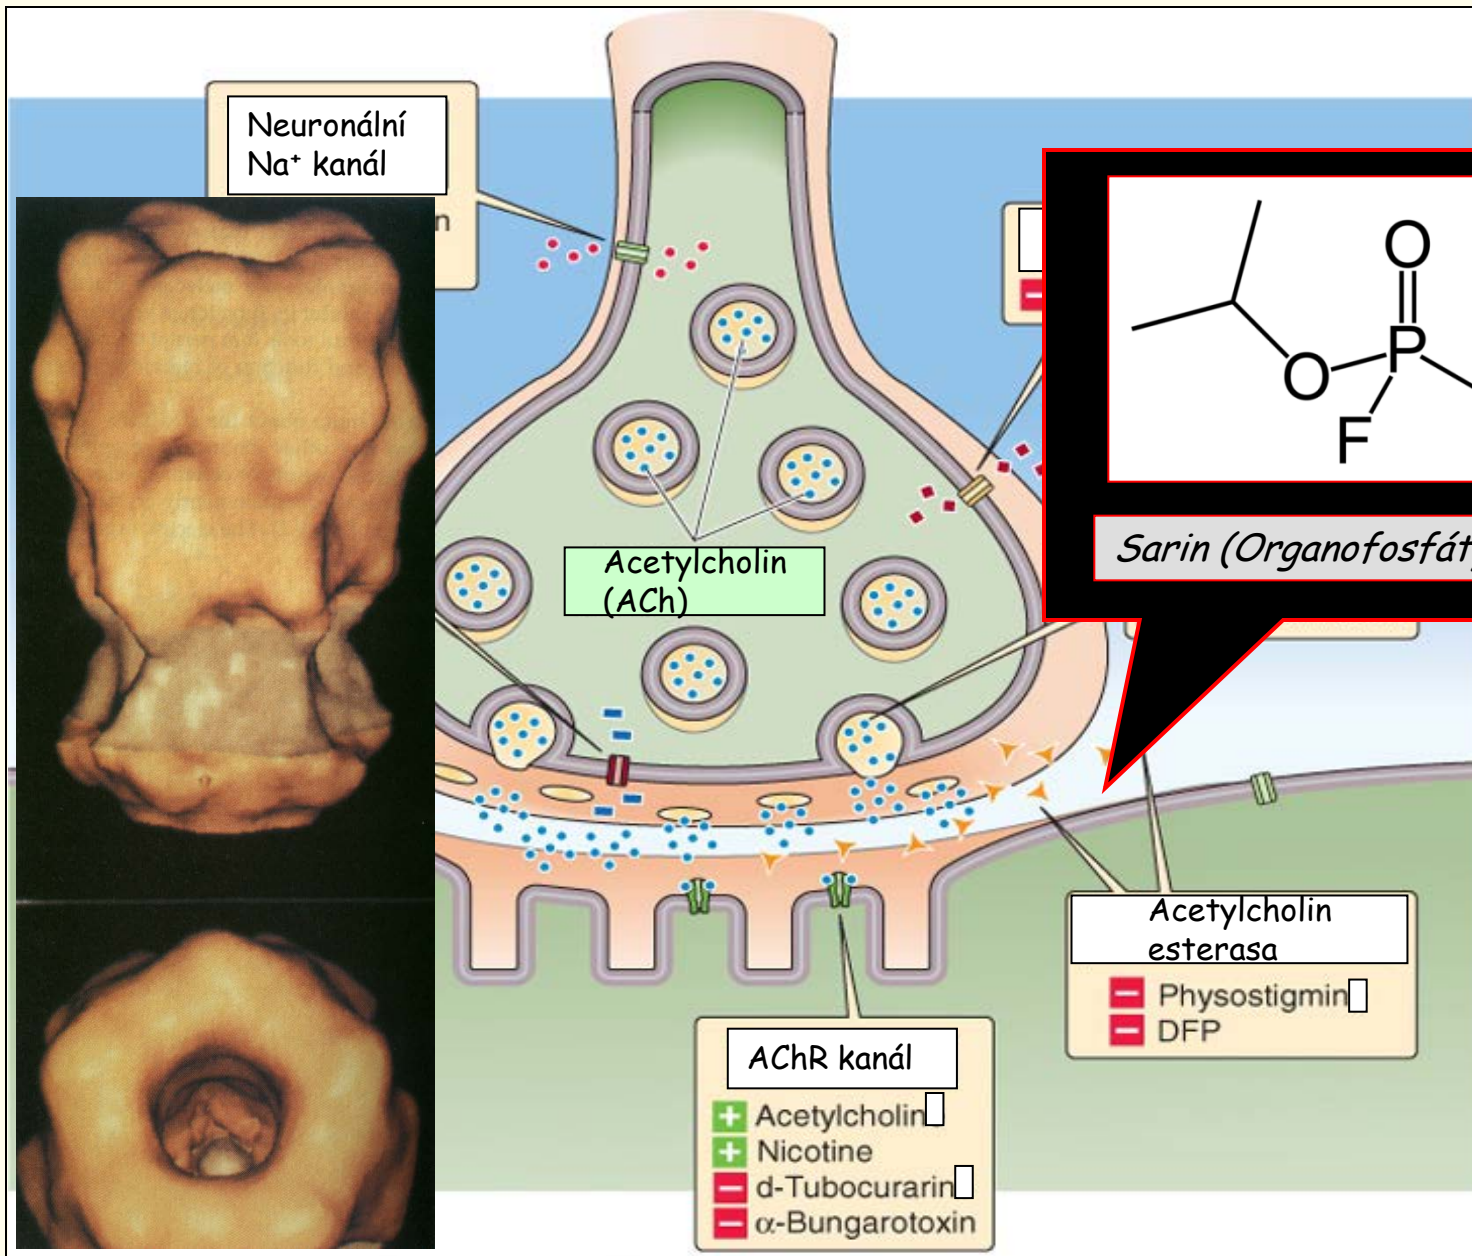 Neuronální
Na⁺ kanál
n
O
O
P
F
Sarin (Organofosfát)
Acetylcholin
(ACh)
Acetylcholin
esterasa
Physostigmin
DFP
AChR kanál
Acetylcholin
Nicotine
d-Tubocurarin
α-Bungarotoxin